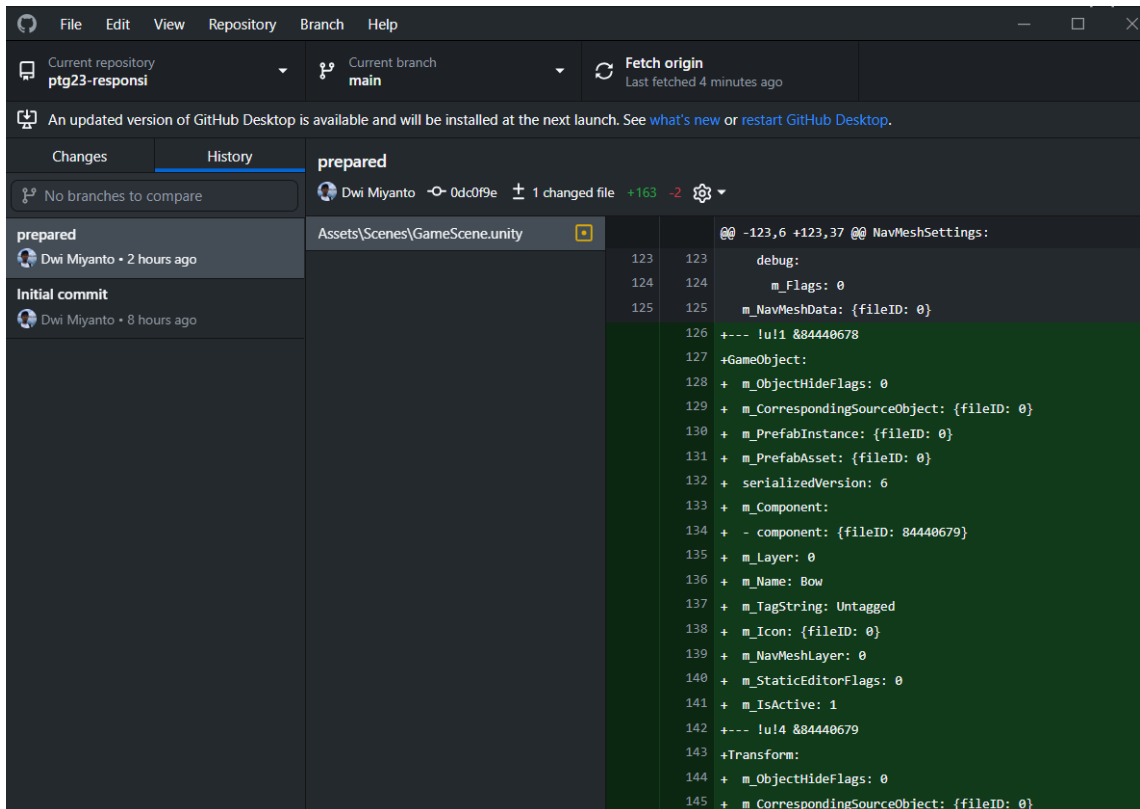 File Edit View Repository Branch Help
Current repository
ptg23-responsi
Current branch
main
Fetch origin
Last fetched 4 minutes ago
An updated version of GitHub Desktop is available and will be installed at the next launch. See what's new or restart GitHub Desktop.
Changes
History
No branches to compare
prepared
Dwi Miyanto • 2 hours ago
Initial commit
Dwi Miyanto • 8 hours ago
prepared
Dwi Miyanto 0dc0f9e 1 changed file +163 -2
Assets\Scenes\GameScene.unity
@@ -123,6 +123,37 @@ NavMeshSettings:
123 123 debug:
124 124 m_Flags: 0
125 125 m_NavMeshData: {fileID: 0}
126 +--- !u!1 &84440678
127 +GameObject:
128 + m_ObjectHideFlags: 0
129 + m_CorrespondingSourceObject: {fileID: 0}
130 + m_PrefabInstance: {fileID: 0}
131 + m_PrefabAsset: {fileID: 0}
132 + serializedVersion: 6
133 + m_Component:
134 + - component: {fileID: 84440679}
135 + m_Layer: 0
136 + m_Name: Bow
137 + m_TagString: Untagged
138 + m_Icon: {fileID: 0}
139 + m_NavMeshLayer: 0
140 + m_StaticEditorFlags: 0
141 + m_IsActive: 1
142 +--- !u!4 &84440679
143 +Transform:
144 + m_ObjectHideFlags: 0
145 + m_CorrespondingSourceObject: {fileID: 0}